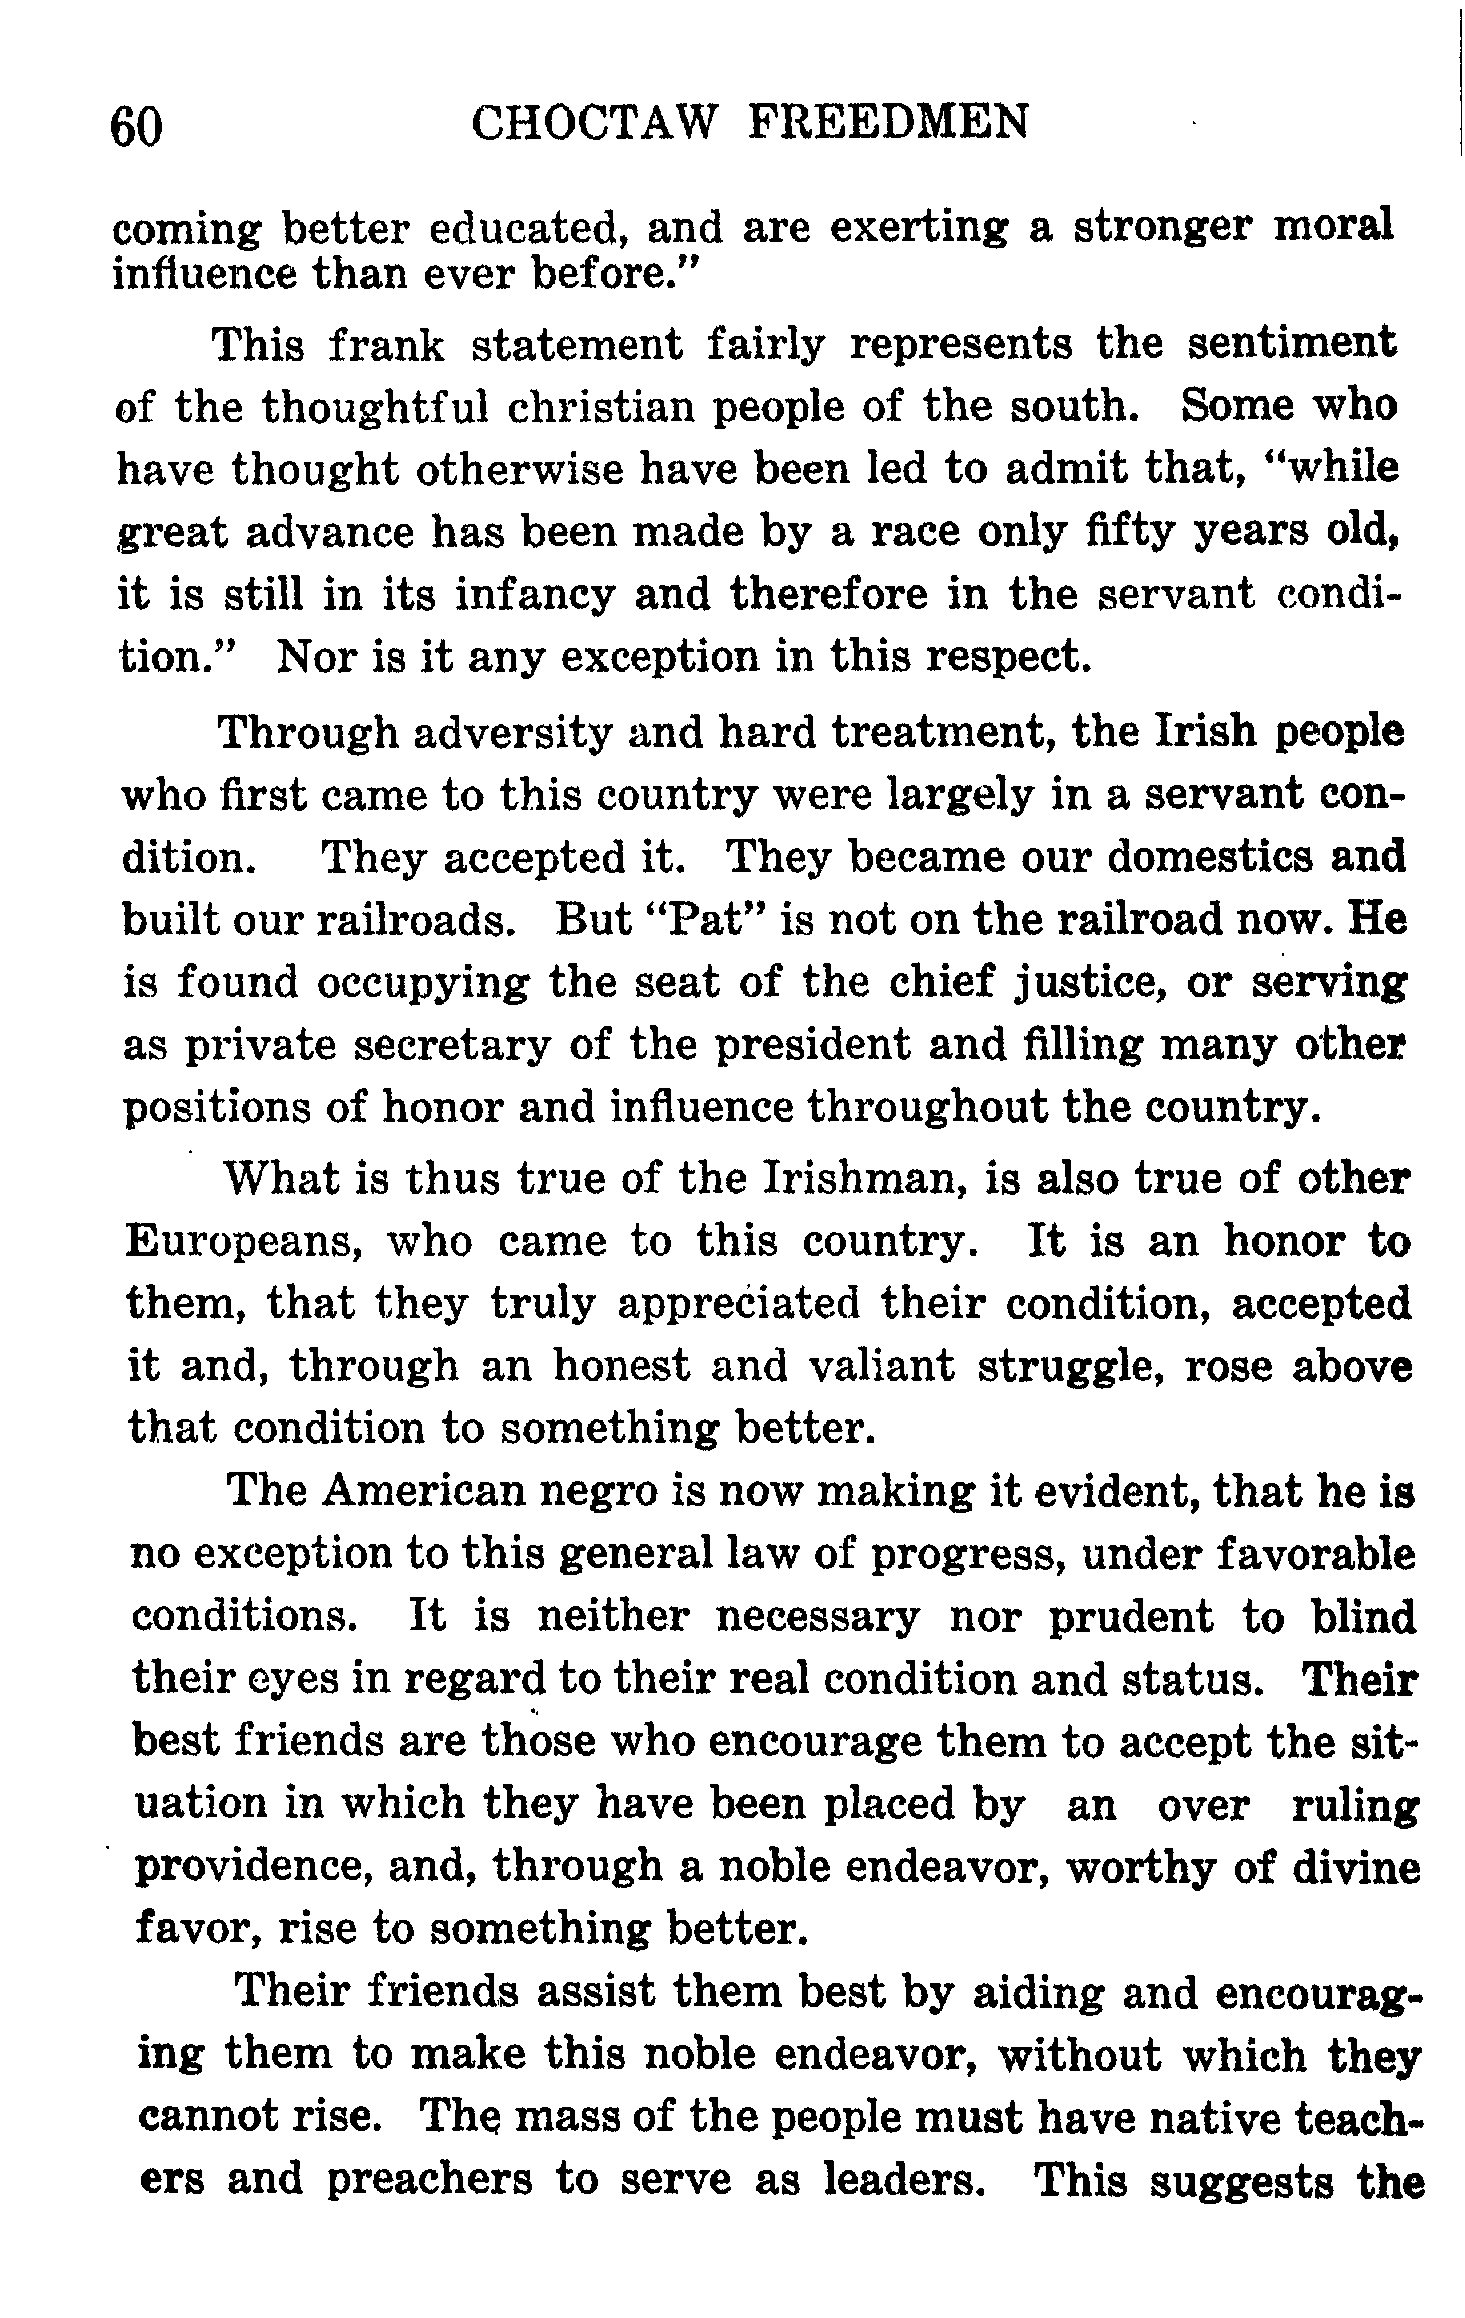 60 CHOCTAW FREEDMEN
coming better educated, and are exerting a stronger moral
influence than ever before."
This frank statement fairly represents the sentiment
of the thoughtful christian people of the south. Some who
have thought otherwise have been led to admit that, "while
great advance has been made by a race only fifty years old,
it is still in its infancy and therefore in the servant condi-
tion." Nor is it any exception in this respect.
Through adversity and hard treatment, the Irish people
who first came to this country were largely in a servant con-
dition. They accepted it. They became our domestics and
built our railroads. But "Pat" is not on the railroad now. He
is found occupying the seat of the chief justice, or serving
as private secretary of the president and filling many other
positions of honor and influence throughout the country.
What is thus true of the Irishman, is also true of other
Europeans, who came to this country. It is an honor to
them, that they truly appreciated their condition, accepted
it and, through an honest and valiant struggle, rose above
that condition to something better.
The American negro is now making it evident, that he is
no exception to this general law of progress, under favorable
conditions. It is neither necessary nor prudent to blind
their eyes in regard to their real condition and status. Their
best friends are those who encourage them to accept the sit-
uation in which they have been placed by an over ruling
providence, and, through a noble endeavor, worthy of divine
favor, rise to something better.
Their friends assist them best by aiding and encourag-
ing them to make this noble endeavor, without which they
cannot rise. The mass of the people must have native teach-
ers and preachers to serve as leaders. This suggests the